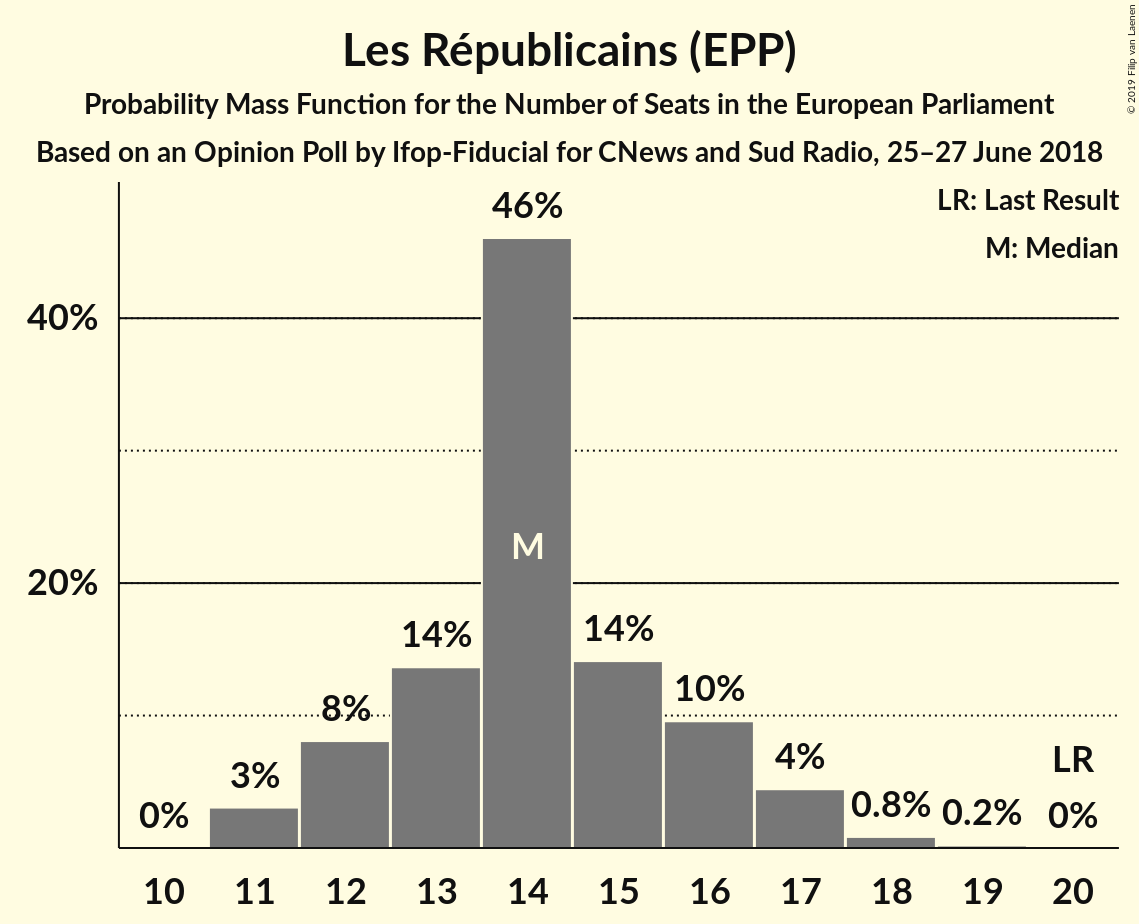 Les Républicains (EPP)
Probability Mass Function for the Number of Seats in the European Parliament
Based on an Opinion Poll by Ifop-Fiducial for CNews and Sud Radio, 25–27 June 2018
© 2019 Filip van Laenen
LR: Last Result
M: Median
40%
20%
0%
3%
8%
14%
46%
M
14%
10%
4%
0.8%
0.2%
LR
0%
10 11 12 13 14 15 16 17 18 19 20